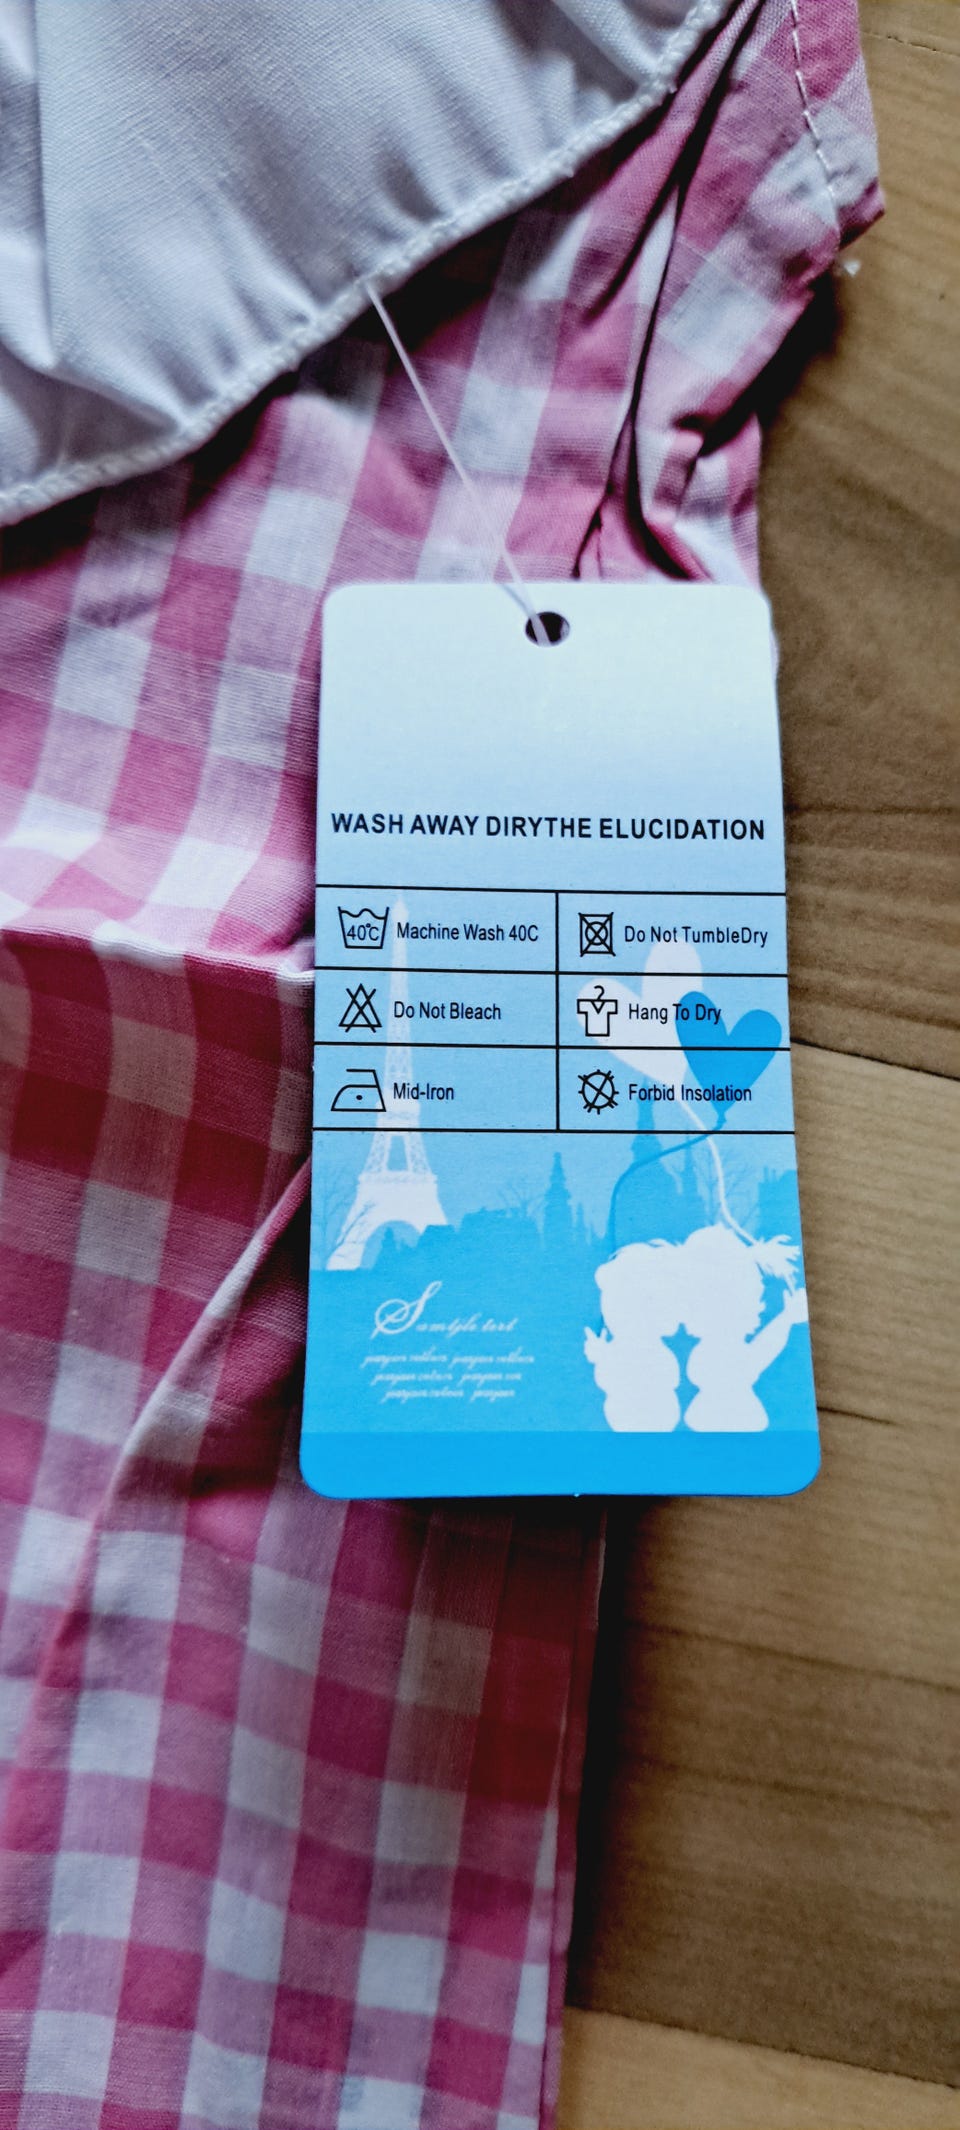 WASH AWAY DIRYTHE ELUCIDATION
40℃ Machine Wash 40C
Do Not TumbleDry
Do Not Bleach
Hang To Dry
Mid-Iron
Forbid Insolation
Sample text